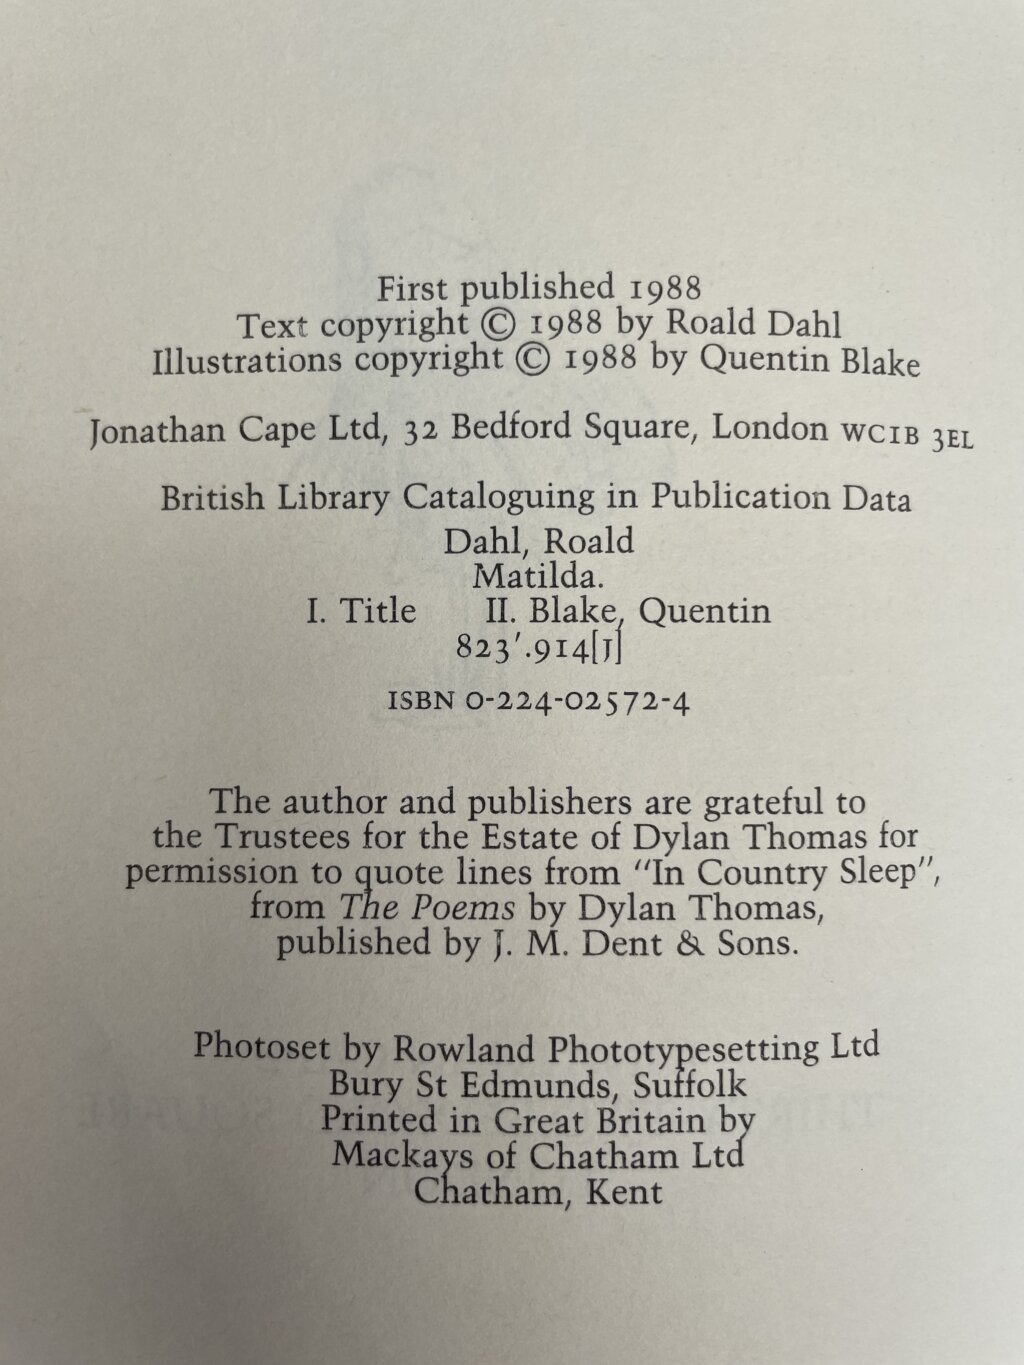 First published 1988
Text copyright © 1988 by Roald Dahl
Illustrations copyright © 1988 by Quentin Blake
Jonathan Cape Ltd, 32 Bedford Square, London WC1B 3EL
British Library Cataloguing in Publication Data
Dahl, Roald
Matilda.
I. Title II. Blake, Quentin
823'.914[J]
ISBN 0-224-02572-4
The author and publishers are grateful to
the Trustees for the Estate of Dylan Thomas for
permission to quote lines from "In Country Sleep",
from The Poems by Dylan Thomas,
published by J. M. Dent & Sons.
Photoset by Rowland Phototypesetting Ltd
Bury St Edmunds, Suffolk
Printed in Great Britain by
Mackays of Chatham Ltd
Chatham, Kent